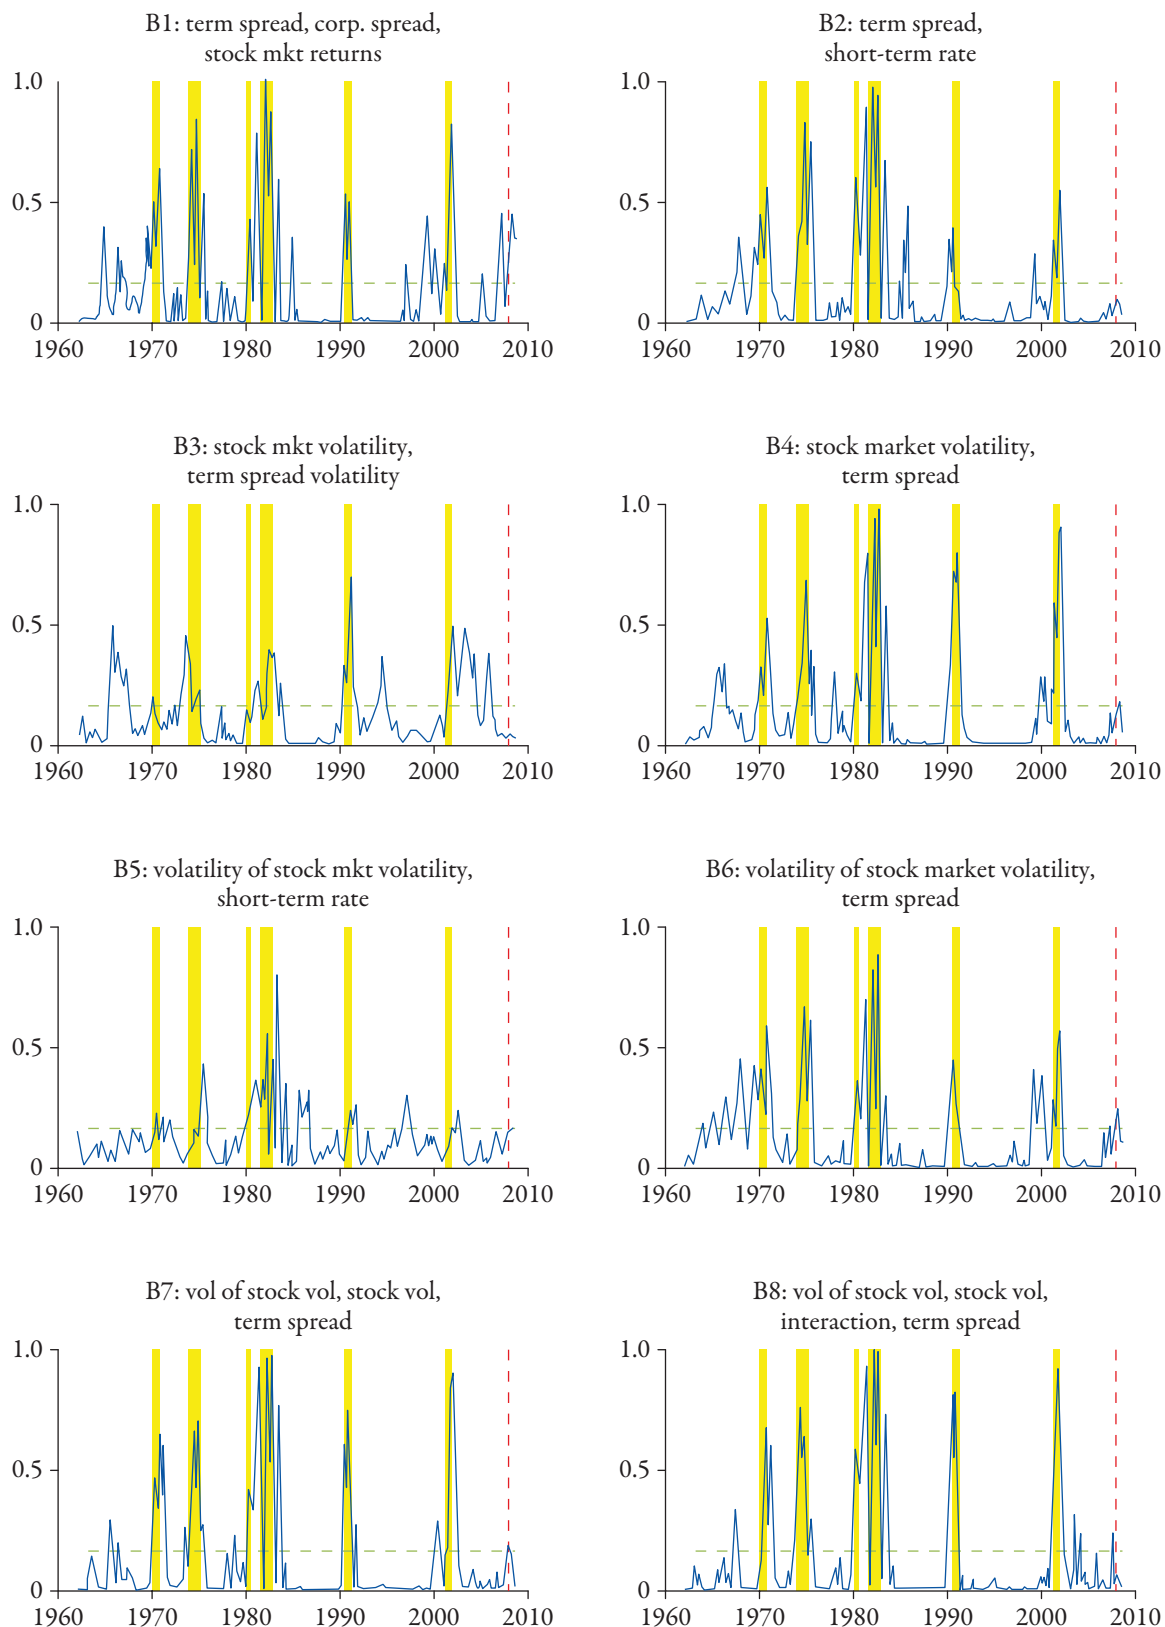 B1: term spread, corp. spread,
stock mkt returns
1.0
0.5
0
1960 1970 1980 1990 2000 2010
B2: term spread,
short-term rate
1.0
0.5
0
1960 1970 1980 1990 2000 2010
B3: stock mkt volatility,
term spread volatility
1.0
0.5
0
1960 1970 1980 1990 2000 2010
B4: stock market volatility,
term spread
1.0
0.5
0
1960 1970 1980 1990 2000 2010
B5: volatility of stock mkt volatility,
short-term rate
1.0
0.5
0
1960 1970 1980 1990 2000 2010
B6: volatility of stock market volatility,
term spread
1.0
0.5
0
1960 1970 1980 1990 2000 2010
B7: vol of stock vol, stock vol,
term spread
1.0
0.5
0
1960 1970 1980 1990 2000 2010
B8: vol of stock vol, stock vol,
interaction, term spread
1.0
0.5
0
1960 1970 1980 1990 2000 2010